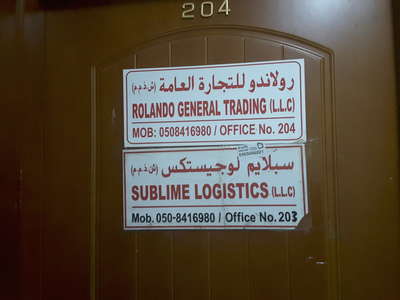 204
رولاندو للتجارة العامة (ش.ذ.م.م)
ROLANDO GENERAL TRADING (L.L.C)
MOB: 0508416980 / OFFICE No. 204
سبلايم لوجيستكس (ش.ذ.م.م)
SUBLIME LOGISTICS (L.L.C)
Mob. 050-8416980 / Office No. 203